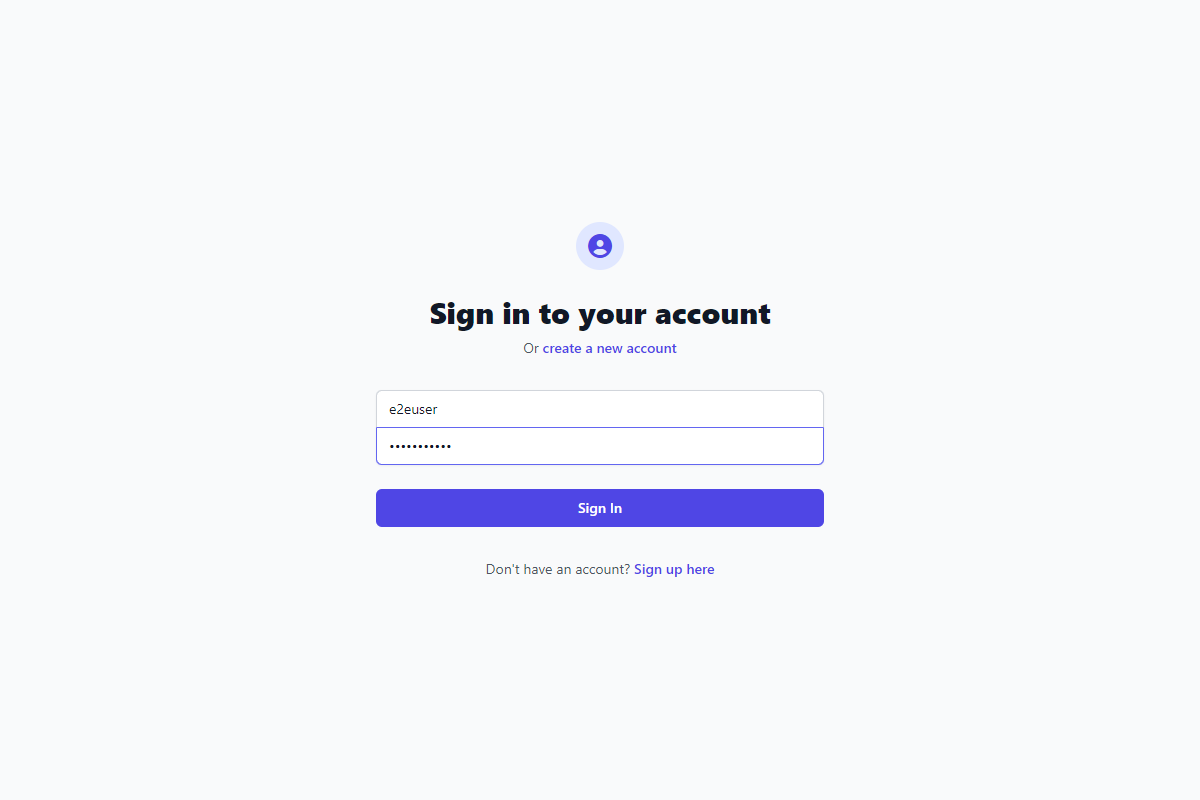 Sign in to your account
Or create a new account
e2euser
•••••••••••
Sign In
Don't have an account? Sign up here